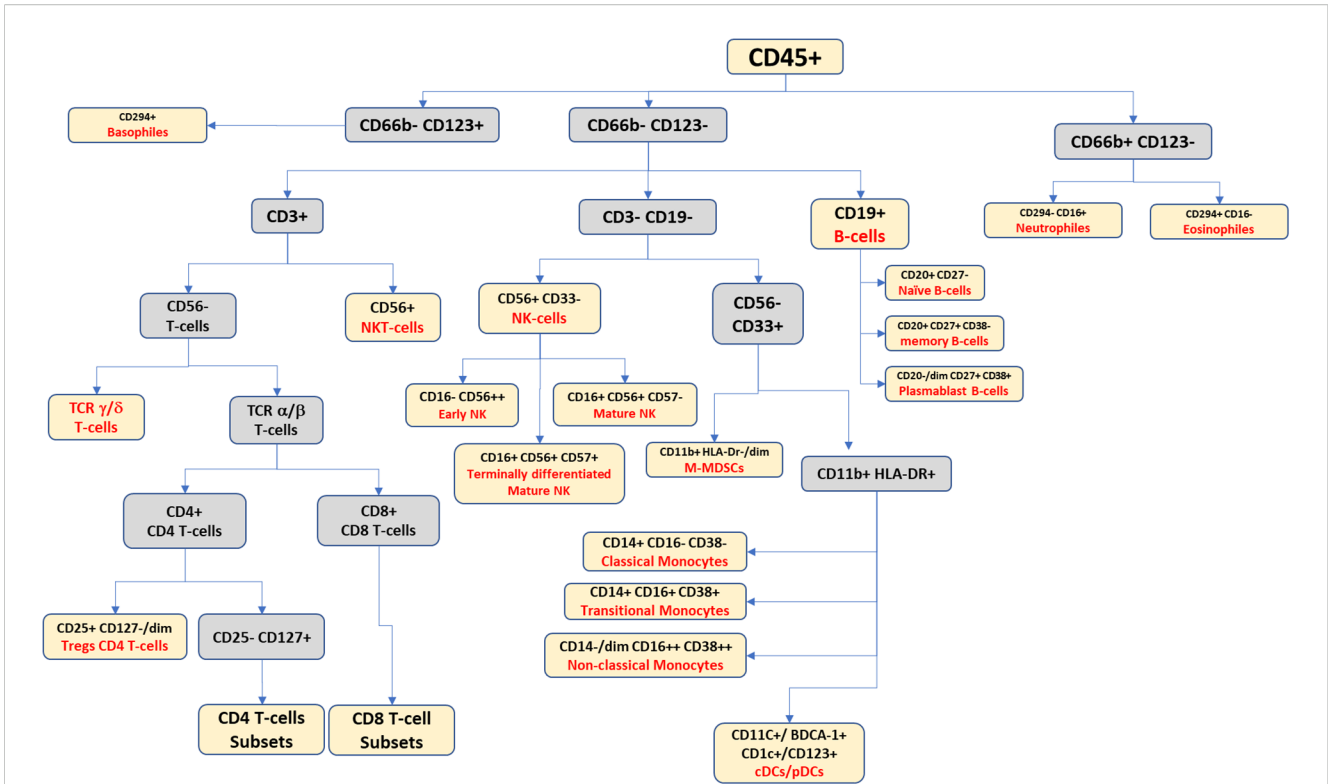 CD45+
CD294+
Basophiles
CD66b- CD123+
CD66b- CD123-
CD66b+ CD123-
CD3+
CD3- CD19-
CD19+
B-cells
CD294- CD16+
Neutrophiles
CD294+ CD16-
Eosinophiles
CD56-
T-cells
CD56+
NKT-cells
CD56+ CD33-
NK-cells
CD56-
CD33+
CD20+ CD27-
Naïve B-cells
CD20+ CD27+ CD38-
memory B-cells
CD20-/dim CD27+ CD38+
Plasmablast B-cells
TCR γ/δ
T-cells
TCR α/β
T-cells
CD16- CD56++
Early NK
CD16+ CD56+ CD57-
Mature NK
CD16+ CD56+ CD57+
Terminally differentiated
Mature NK
CD11b+ HLA-Dr-/dim
M-MDSCs
CD11b+ HLA-DR+
CD4+
CD4 T-cells
CD8+
CD8 T-cells
CD14+ CD16- CD38-
Classical Monocytes
CD14+ CD16+ CD38+
Transitional Monocytes
CD14-/dim CD16++ CD38++
Non-classical Monocytes
CD25+ CD127-/dim
Tregs CD4 T-cells
CD25- CD127+
CD4 T-cells
Subsets
CD8 T-cell
Subsets
CD11C+/ BDCA-1+
CD1c+/CD123+
cDCs/pDCs